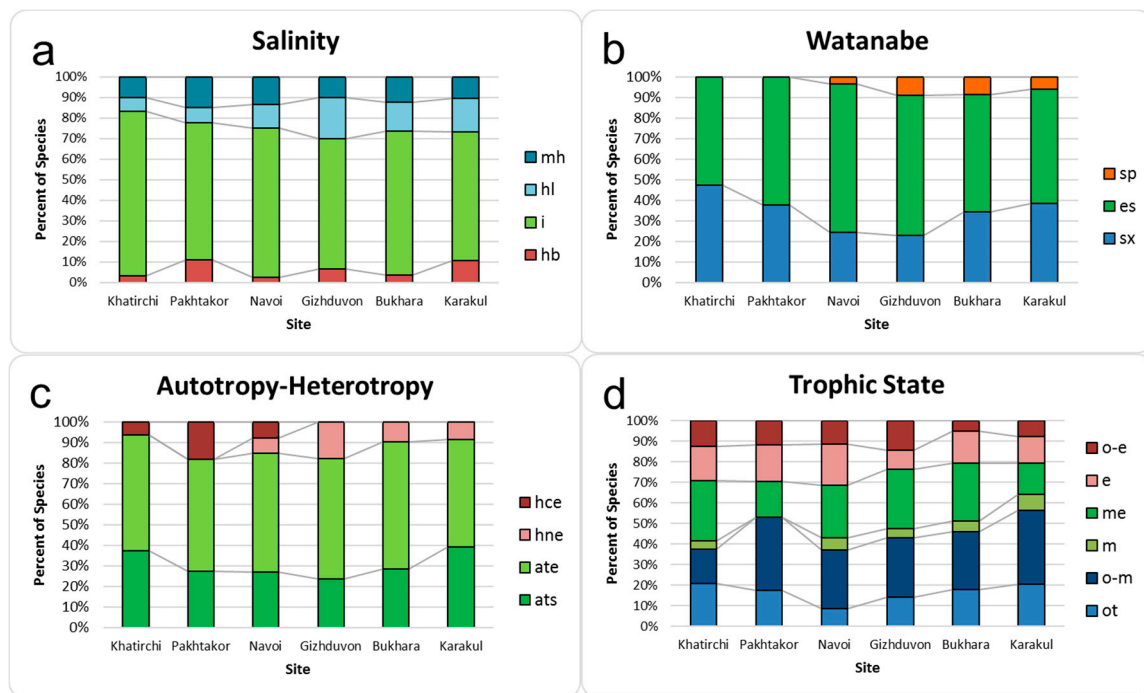 a
Salinity
Percent of Species
100%
90%
80%
70%
60%
50%
40%
30%
20%
10%
0%
Khatirchi Pakhtakor Navoi Gizhduvon Bukhara Karakul
Site
mh
hl
i
hb
b
Watanabe
Percent of Species
100%
90%
80%
70%
60%
50%
40%
30%
20%
10%
0%
Khatirchi Pakhtakor Navoi Gizhduvon Bukhara Karakul
Site
sp
es
sx
c
Autotropy-Heterotropy
Percent of Species
100%
90%
80%
70%
60%
50%
40%
30%
20%
10%
0%
Khatirchi Pakhtakor Navoi Gizhduvon Bukhara Karakul
Site
hce
hne
ate
ats
d
Trophic State
Percent of Species
100%
90%
80%
70%
60%
50%
40%
30%
20%
10%
0%
Khatirchi Pakhtakor Navoi Gizhduvon Bukhara Karakul
Site
o-e
e
me
m
o-m
ot